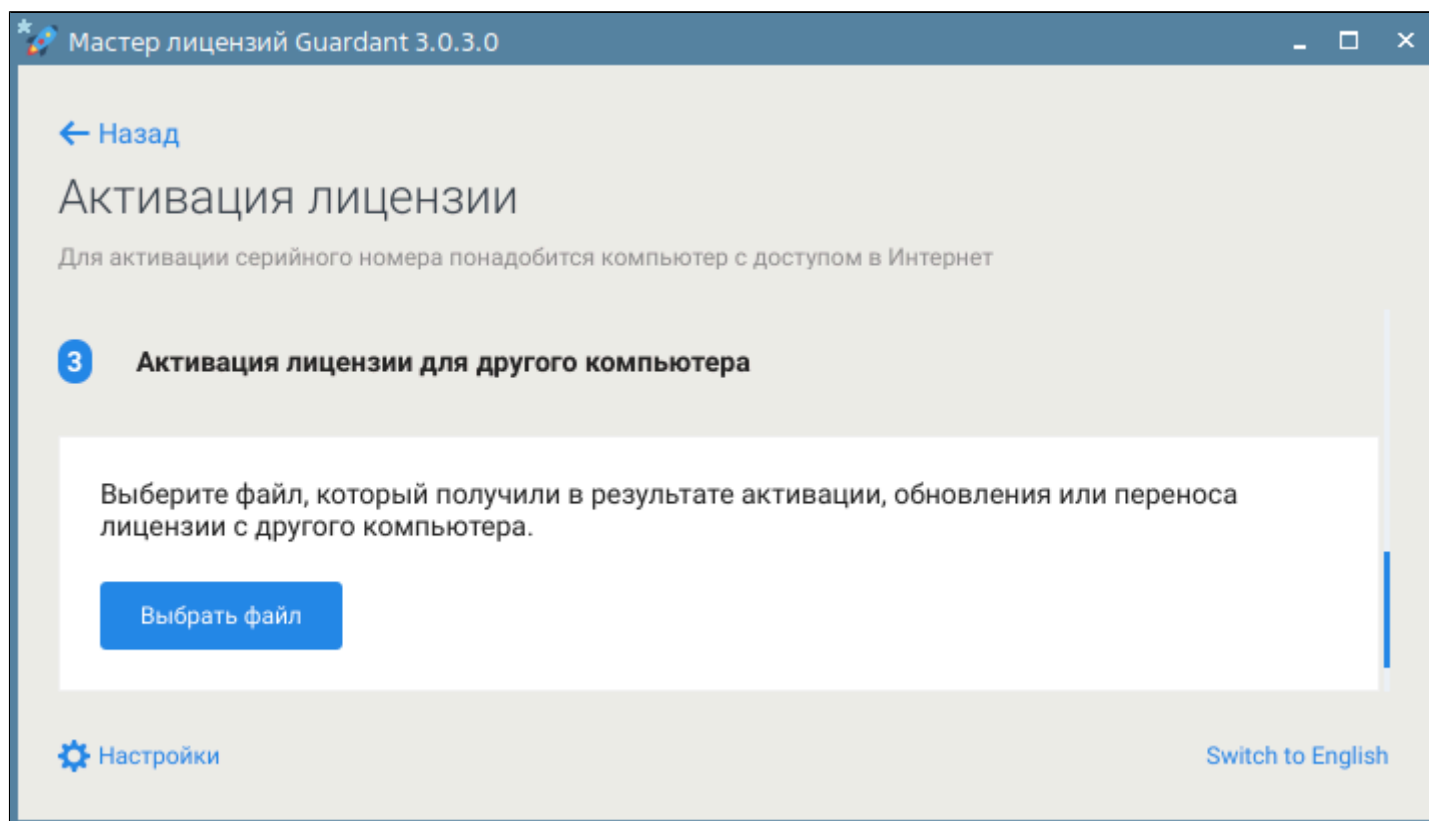 Мастер лицензий Guardant 3.0.3.0
Назад
Активация лицензии
Для активации серийного номера понадобится компьютер с доступом в Интернет
3 Активация лицензии для другого компьютера
Выберите файл, который получили в результате активации, обновления или переноса
лицензии с другого компьютера.
Выбрать файл
Настройки
Switch to English